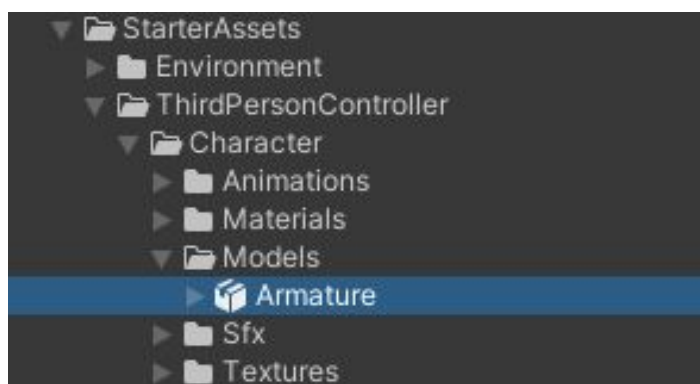 StarterAssets
Environment
ThirdPersonController
Character
Animations
Materials
Models
Armature
Sfx
Textures